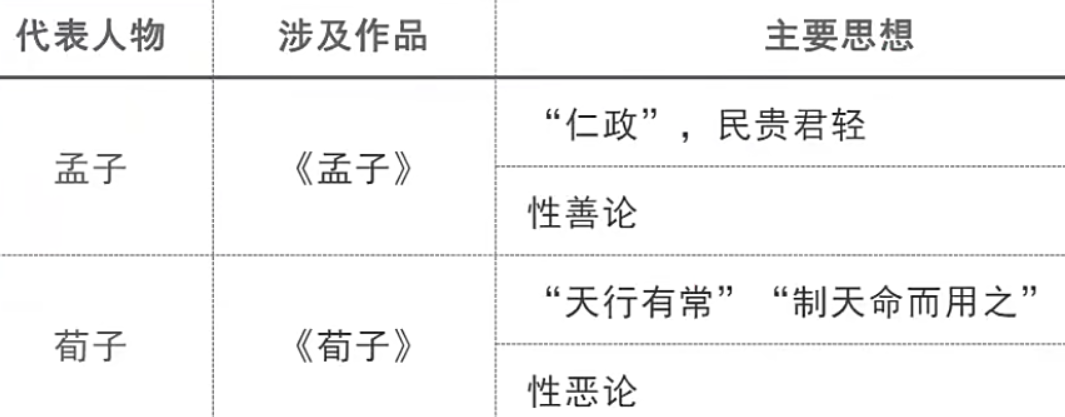 代表人物 涉及作品 主要思想
孟子 《孟子》 “仁政”，民贵君轻
性善论
荀子 《荀子》 “天行有常” “制天命而用之”
性恶论